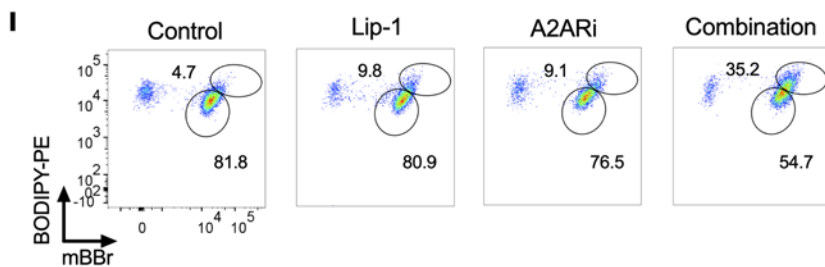 I
Control
Lip-1
A2ARi
Combination
4.7
9.8
9.1
35.2
81.8
80.9
76.5
54.7
10^5
10^4
10^3
10^2
0^2
-10
0
10^4
10^5
BODIPY-PE
mBBr